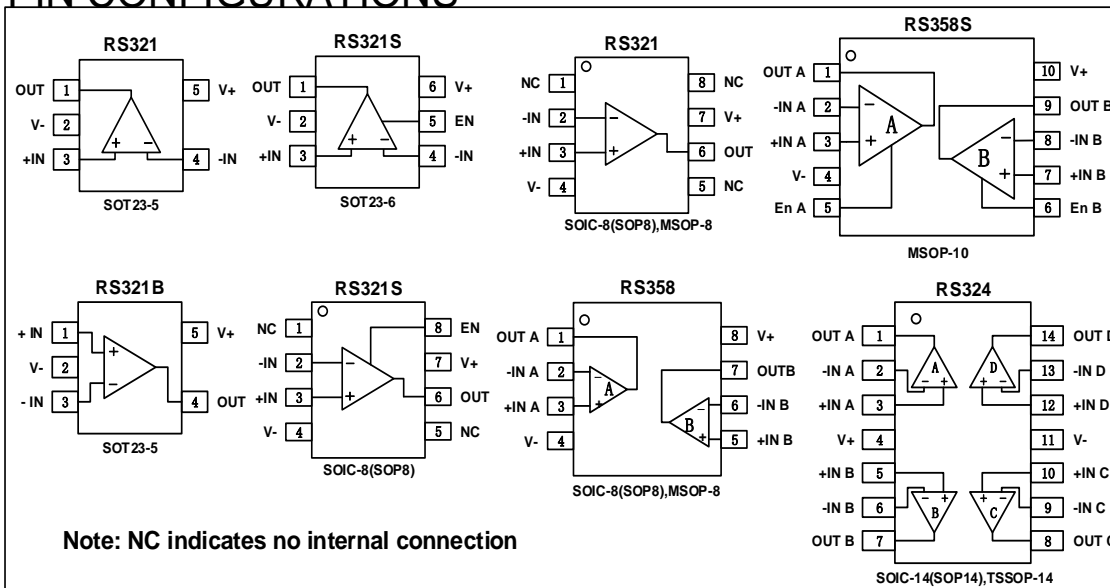 PIN CONFIGURATIONS
RS321
OUT 1
V- 2
+IN 3
5 V+
4 -IN
+ −
SOT23-5
RS321S
OUT 1
V- 2
+IN 3
6 V+
5 EN
4 -IN
+ −
SOT23-6
RS321
NC 1
-IN 2
+IN 3
V- 4
8 NC
7 V+
6 OUT
5 NC
−
+
SOIC-8(SOP8),MSOP-8
RS358S
OUT A 1
-IN A 2
+IN A 3
V- 4
En A 5
10 V+
9 OUT B
8 -IN B
7 +IN B
6 En B
− A +
− B +
MSOP-10
RS321B
+ IN 1
V- 2
- IN 3
5 V+
4 OUT
+
−
SOT23-5
RS321S
NC 1
-IN 2
+IN 3
V- 4
8 EN
7 V+
6 OUT
5 NC
−
+
SOIC-8(SOP8)
RS358
OUT A 1
-IN A 2
+IN A 3
V- 4
8 V+
7 OUTB
6 -IN B
5 +IN B
− A +
− B +
SOIC-8(SOP8),MSOP-8
RS324
OUT A 1
-IN A 2
+IN A 3
V+ 4
+IN B 5
-IN B 6
OUT B 7
14 OUT D
13 -IN D
12 +IN D
11 V-
10 +IN C
9 -IN C
8 OUT C
A − +
D + −
− + B
+ − C
SOIC-14(SOP14),TSSOP-14
Note: NC indicates no internal connection